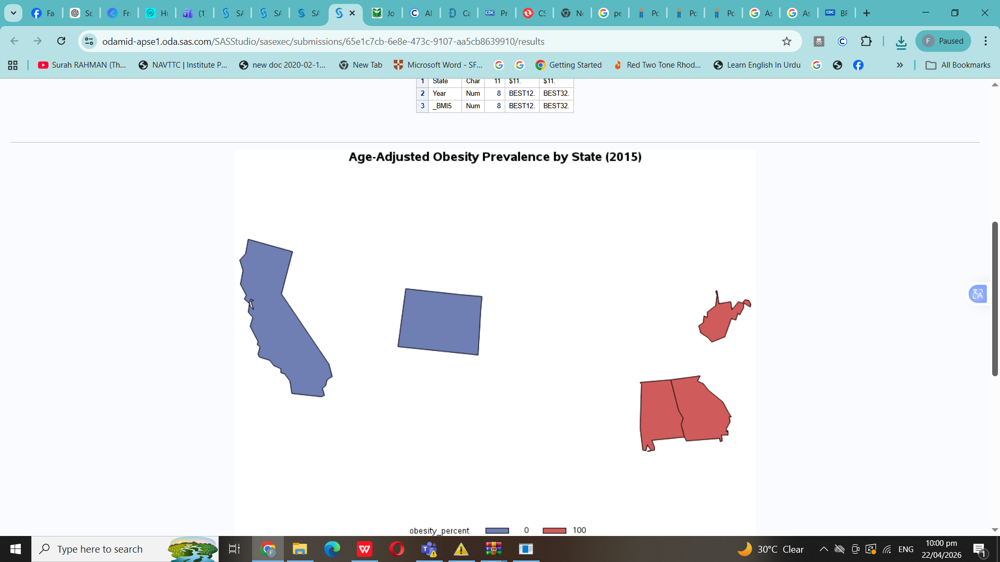 Fa
Sc
Fr
Hu
(1)
SA
SA
SA
Jo
AI
Ca
CDC
Pr
CS
Ne
pe
Pc
Pc
Pc
As
As
CDC
BF
odamid-apse1.oda.sas.com/SASStudio/sasexec/submissions/65e1c7cb-6e8e-473c-9107-aa5cb8639910/results
F Paused
Surah RAHMAN (Th...
NAVTTC | Institute P...
new doc 2020-02-1...
New Tab
Microsoft Word - SF...
Getting Started
Red Two Tone Rhod...
Learn English In Urdu
All Bookmarks
1 State Char 11 $11. $11.
2 Year Num 8 BEST12. BEST32.
3 _BMI5 Num 8 BEST12. BEST32.
Age-Adjusted Obesity Prevalence by State (2015)
obesity_percent 0 100
Type here to search
30°C Clear
ENG
10:00 pm
22/04/2026
1